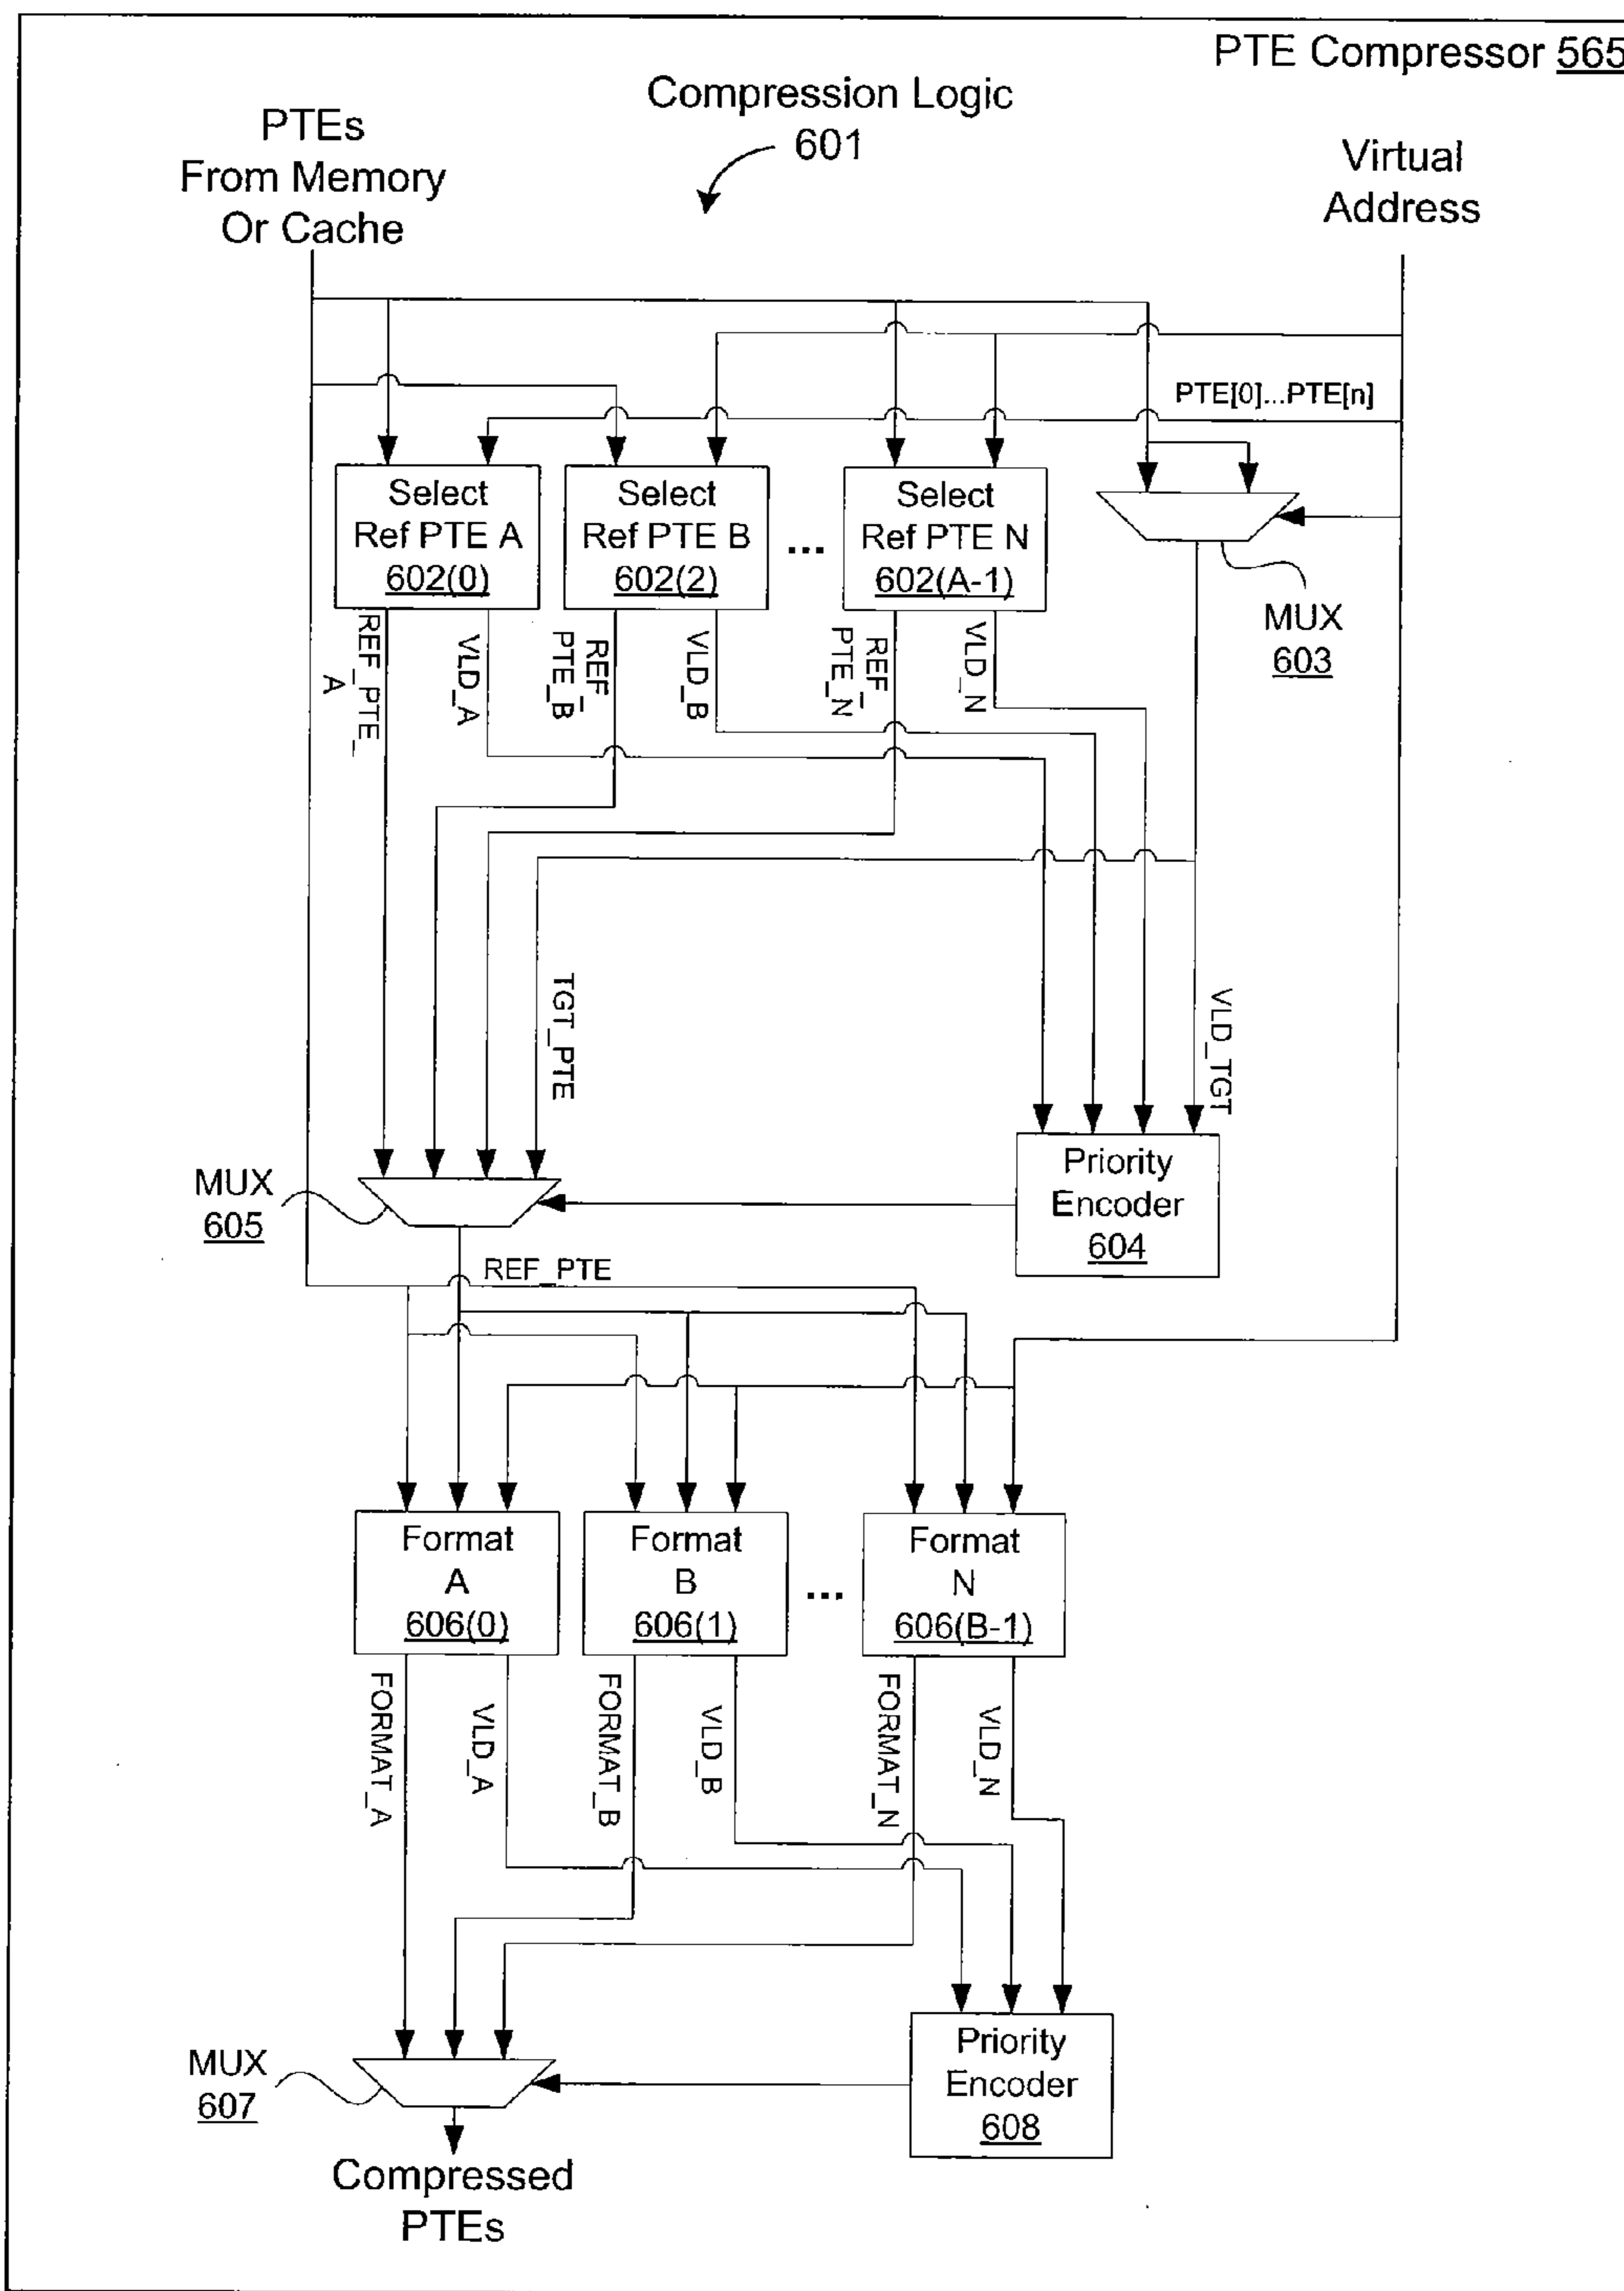 PTE Compressor 565
Compression Logic
601
PTEs
From Memory
Or Cache
Virtual
Address
PTE[0]...PTE[n]
Select
Ref PTE A
602(0)
Select
Ref PTE B
602(2)
...
Select
Ref PTE N
602(A-1)
MUX
603
REF_PTE_
A
VLD_A
REF_
PTE_B
VLD_B
REF_
PTE_N
VLD_N
TGT_PTE
VLD_TGT
MUX
605
Priority
Encoder
604
REF_PTE
Format
A
606(0)
Format
B
606(1)
...
Format
N
606(B-1)
FORMAT_A
VLD_A
FORMAT_B
VLD_B
FORMAT_N
VLD_N
MUX
607
Priority
Encoder
608
Compressed
PTEs